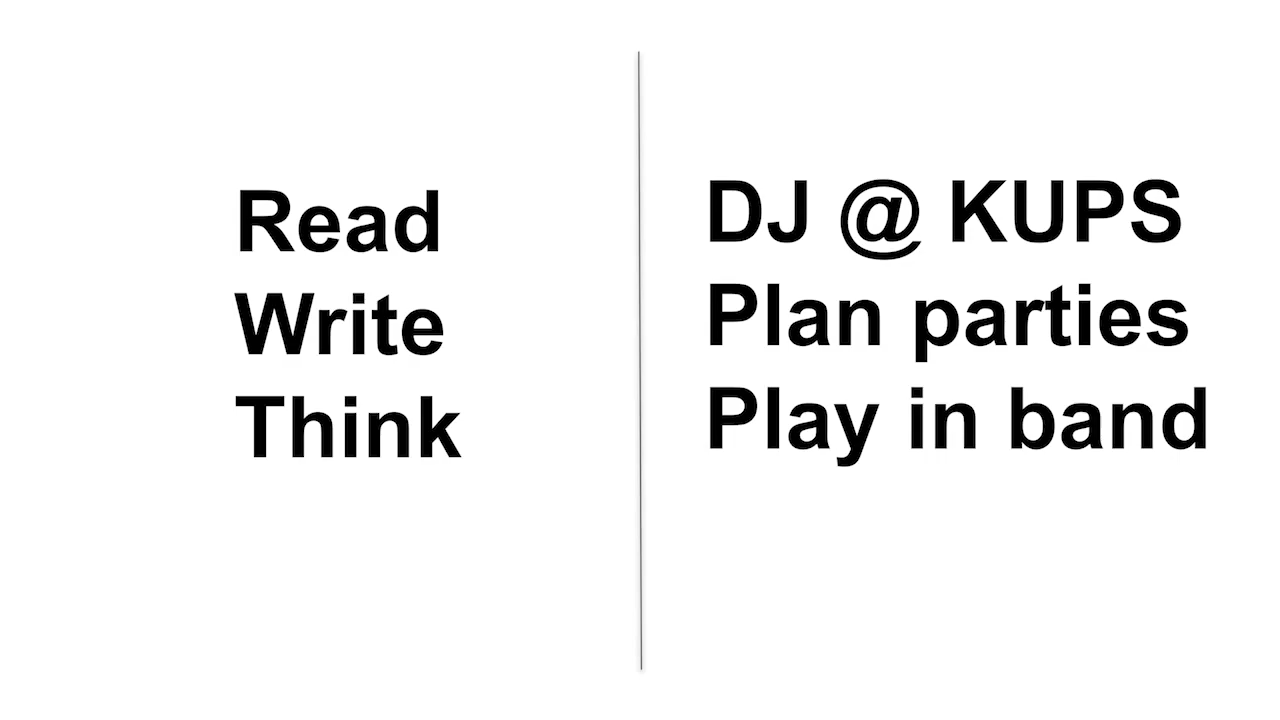 Read
Write
Think
DJ @ KUPS
Plan parties
Play in band